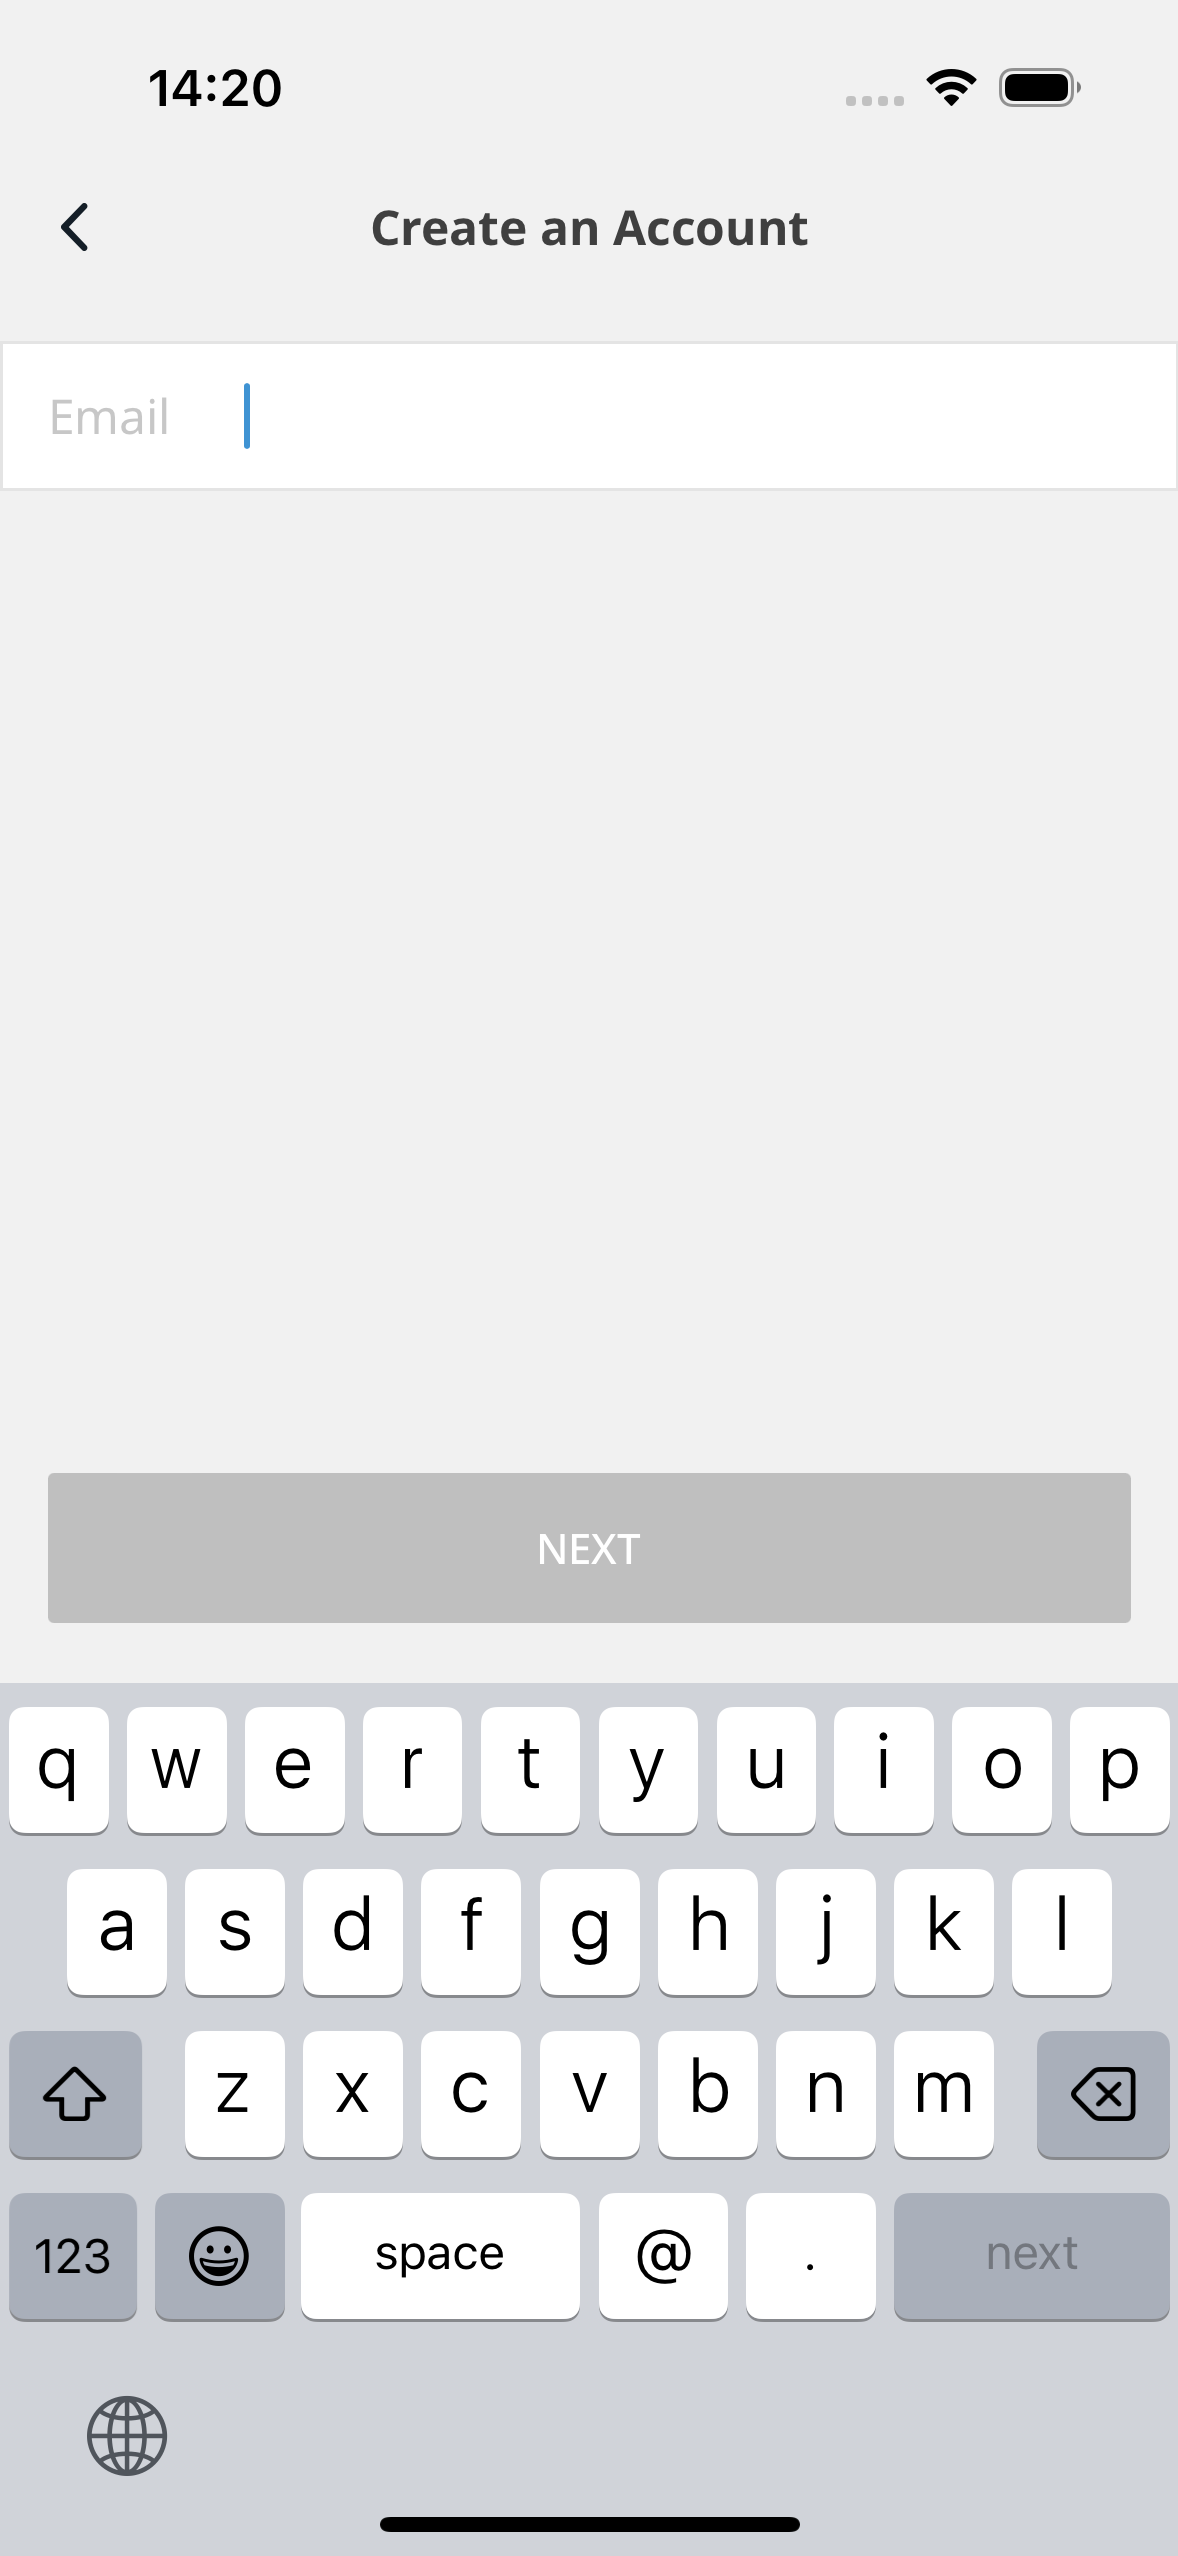 14:20
Create an Account
Email
NEXT
q w e r t y u i o p
a s d f g h j k l
z x c v b n m
123 space @ . next